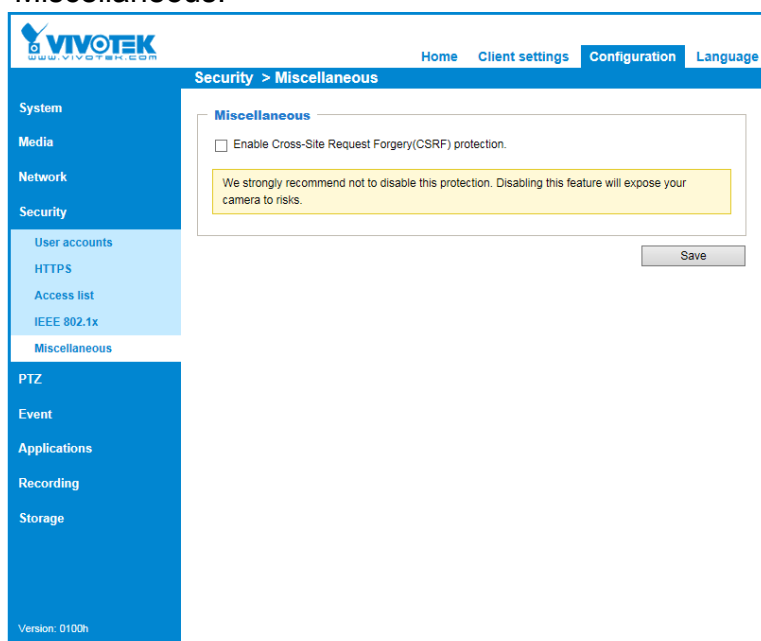 Miscellaneous.
VIVOTEK
WWW.VIVOTEK.COM
Home Client settings Configuration Language
Security > Miscellaneous
System
Media
Network
Security
User accounts
HTTPS
Access list
IEEE 802.1x
Miscellaneous
PTZ
Event
Applications
Recording
Storage
Version: 0100h
Miscellaneous
Enable Cross-Site Request Forgery(CSRF) protection.
We strongly recommend not to disable this protection. Disabling this feature will expose your
camera to risks.
Save